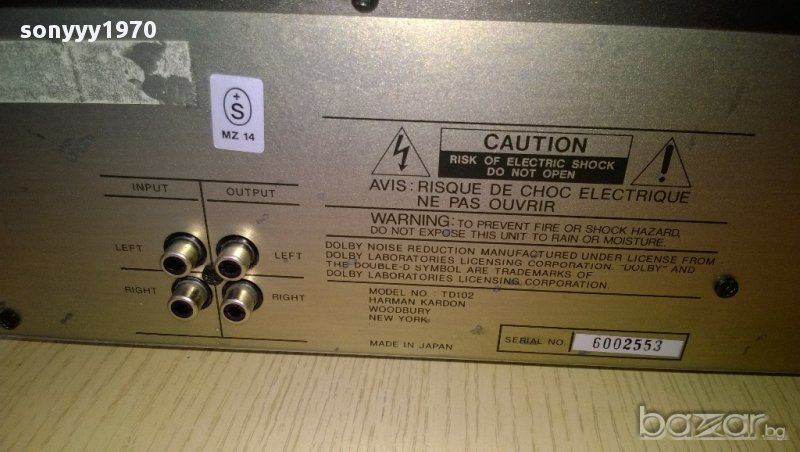 sonyyy1970
+
S
MZ 14
CAUTION
RISK OF ELECTRIC SHOCK
DO NOT OPEN
AVIS: RISQUE DE CHOC ELECTRIQUE
NE PAS OUVRIR
WARNING: TO PREVENT FIRE OR SHOCK HAZARD,
DO NOT EXPOSE THIS UNIT TO RAIN OR MOISTURE.
DOLBY NOISE REDUCTION MANUFACTURED UNDER LICENSE FROM
DOLBY LABORATORIES LICENSING CORPORATION. "DOLBY" AND
THE DOUBLE-D SYMBOL ARE TRADEMARKS OF
DOLBY LABORATORIES LICENSING CORPORATION
INPUT OUTPUT
LEFT LEFT
RIGHT RIGHT
MODEL NO. : TD102
HARMAN KARDON
WOODBURY
NEW YORK
MADE IN JAPAN
SERIAL NO. 6002553
bazar.bg